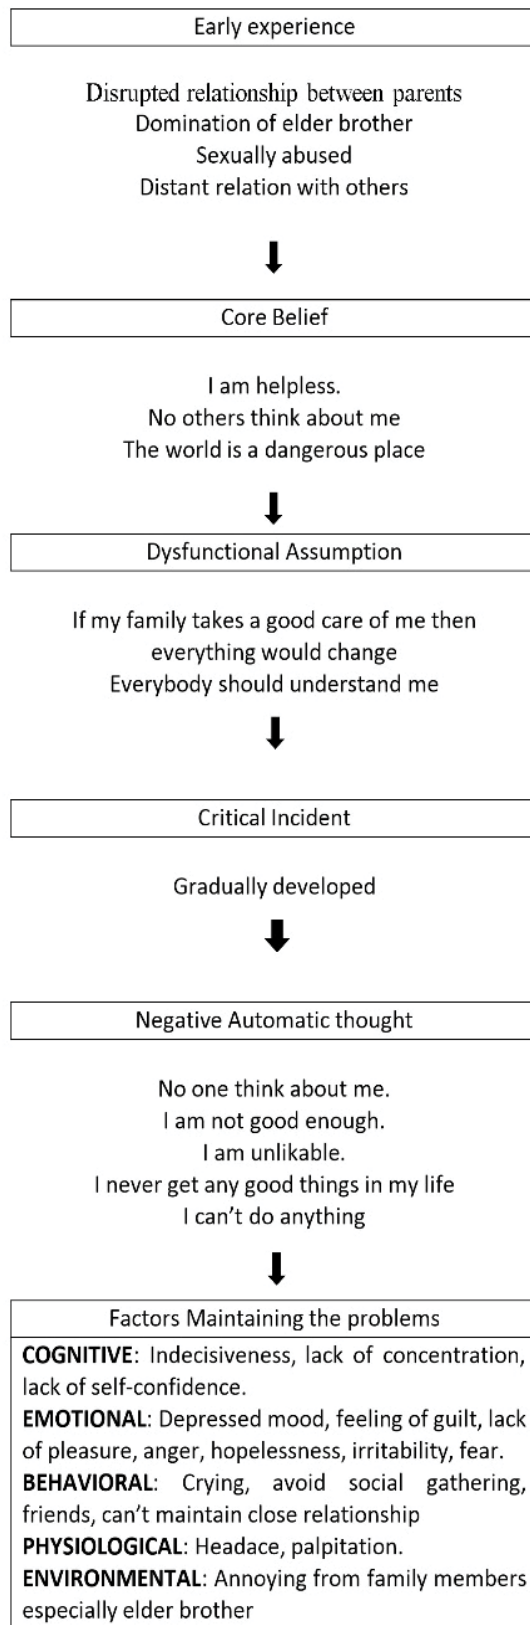 Early experience
Disrupted relationship between parents
Domination of elder brother
Sexually abused
Distant relation with others
Core Belief
I am helpless.
No others think about me
The world is a dangerous place
Dysfunctional Assumption
If my family takes a good care of me then
everything would change
Everybody should understand me
Critical Incident
Gradually developed
Negative Automatic thought
No one think about me.
I am not good enough.
I am unlikable.
I never get any good things in my life
I can't do anything
Factors Maintaining the problems
COGNITIVE: Indecisiveness, lack of concentration,
lack of self-confidence.
EMOTIONAL: Depressed mood, feeling of guilt, lack
of pleasure, anger, hopelessness, irritability, fear.
BEHAVIORAL: Crying, avoid social gathering,
friends, can't maintain close relationship
PHYSIOLOGICAL: Headace, palpitation.
ENVIRONMENTAL: Annoying from family members
especially elder brother